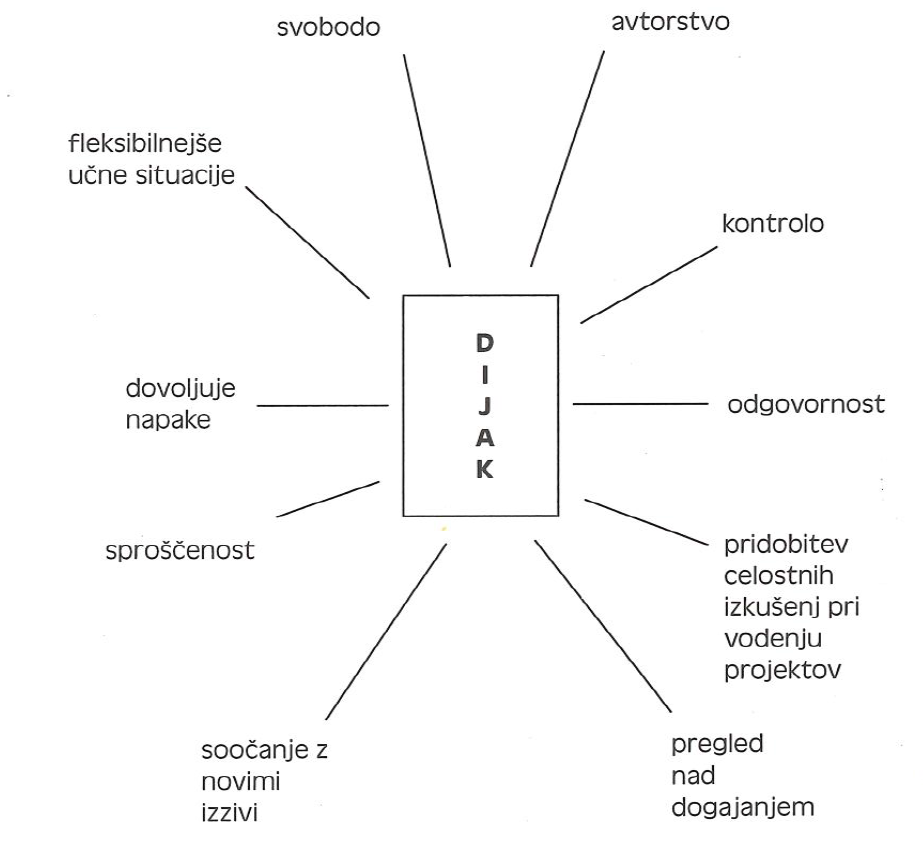 svobodo
avtorstvo
fleksibilnejše
učne situacije
kontrolo
D
I
J
A
K
dovoljuje
napake
odgovornost
sproščenost
pridobitev
celostnih
izkušenj pri
vodenju
projektov
soočanje z
novimi
izzivi
pregled
nad
dogajanjem